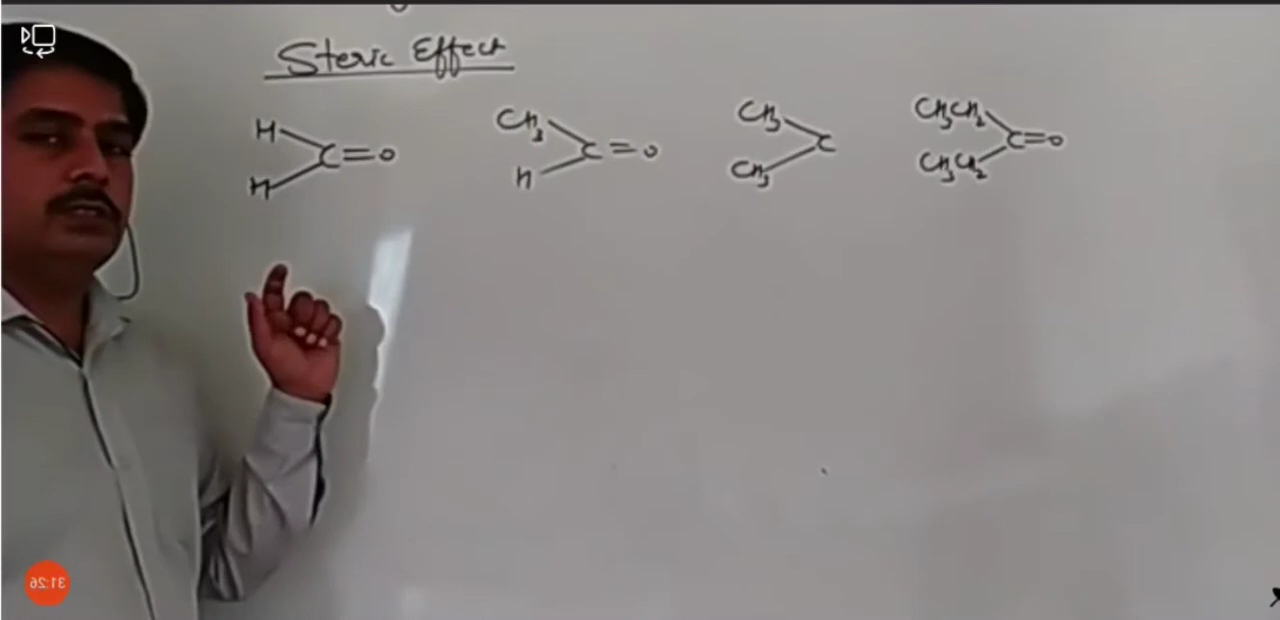 Steric Effect
H CH3 CH3 CH3CH2
C=O C=O C C=O
H H CH3 CH3CH2
31:26